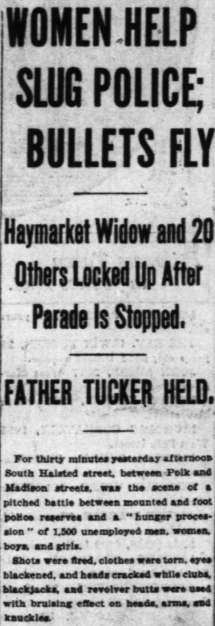 WOMEN HELP
SLUG POLICE;
BULLETS FLY
Haymarket Widow and 20
Others Locked Up After
Parade Is Stopped.
FATHER TUCKER HELD.
For thirty minutes yesterday afternoon
South Halsted street, between Polk and
Madison streets, was the scene of a
pitched battle between mounted and foot
police reserves and a "hunger proces-
sion" of 1,500 unemployed men, women,
boys, and girls.
Shots were fired, clothes were torn, eyes
blackened, and heads cracked while clubs,
blackjacks, and revolver butts were used
with bruising effect on heads, arms, and
knuckles.